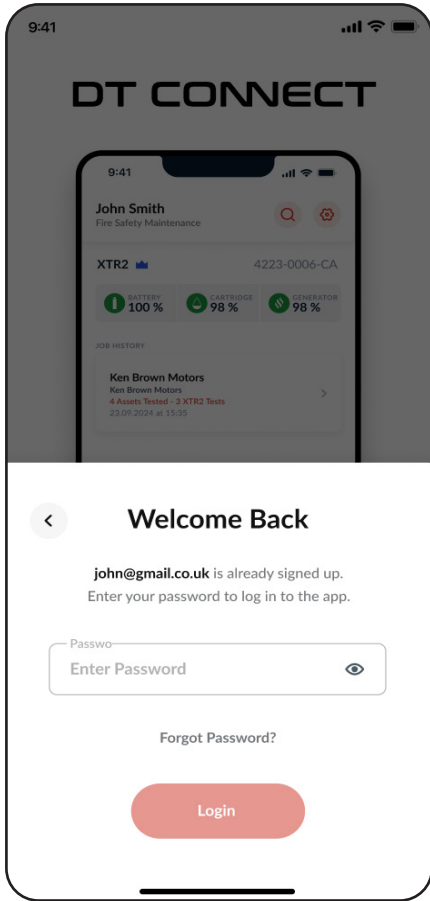 9:41
DT CONNECT
9:41
John Smith
Fire Safety Maintenance
XTR2 4223-0006-CA
BATTERY
100 %
CARTRIDGE
98 %
GENERATOR
98 %
JOB HISTORY
Ken Brown Motors
Ken Brown Motors
4 Assets Tested - 3 XTR2 Tests
23.09.2024 at 15:35
Welcome Back
john@gmail.co.uk is already signed up.
Enter your password to log in to the app.
Passwo
Enter Password
Forgot Password?
Login